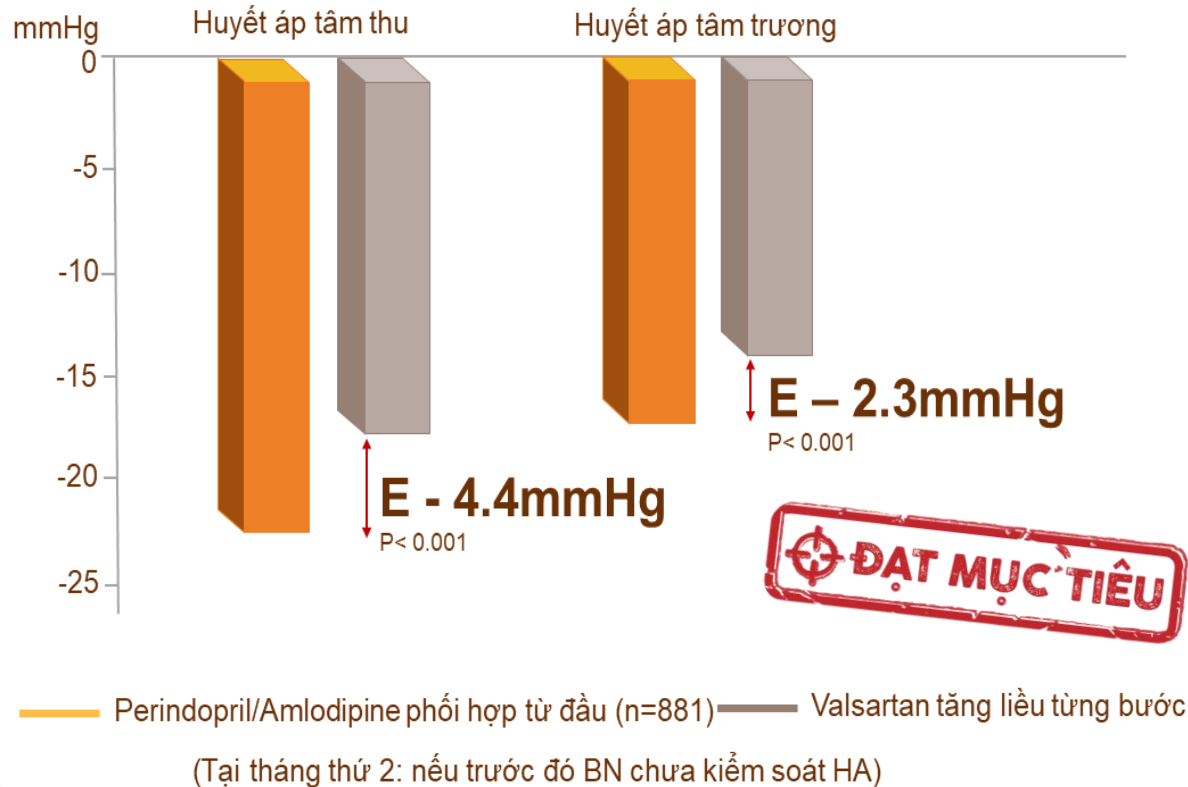 mmHg
Huyết áp tâm thu
Huyết áp tâm trương
0
-5
-10
-15
-20
-25
E - 4.4mmHg
P< 0.001
E – 2.3mmHg
P< 0.001
ĐẠT MỤC TIÊU
Perindopril/Amlodipine phối hợp từ đầu (n=881)
Valsartan tăng liều từng bước
(Tại tháng thứ 2: nếu trước đó BN chưa kiểm soát HA)